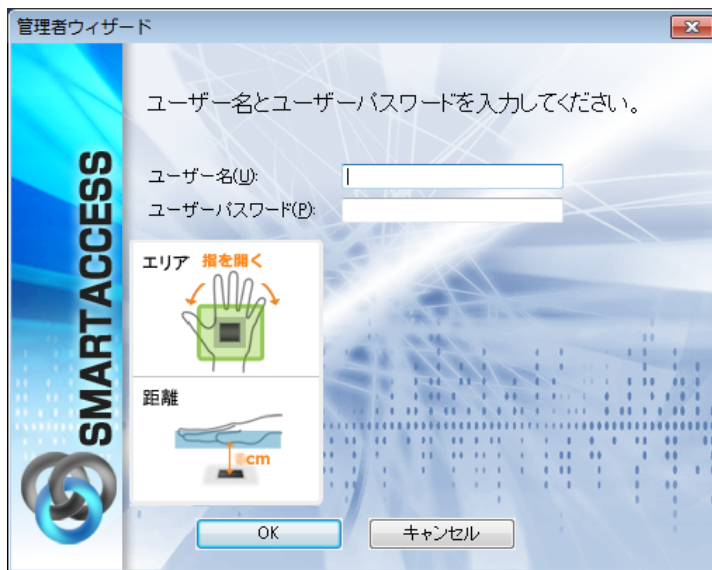 管理者ウィザード
SMARTACCESS
ユーザー名とユーザーパスワードを入力してください。
ユーザー名(U):
ユーザーパスワード(P):
エリア 指を開く
距離
cm
OK
キャンセル